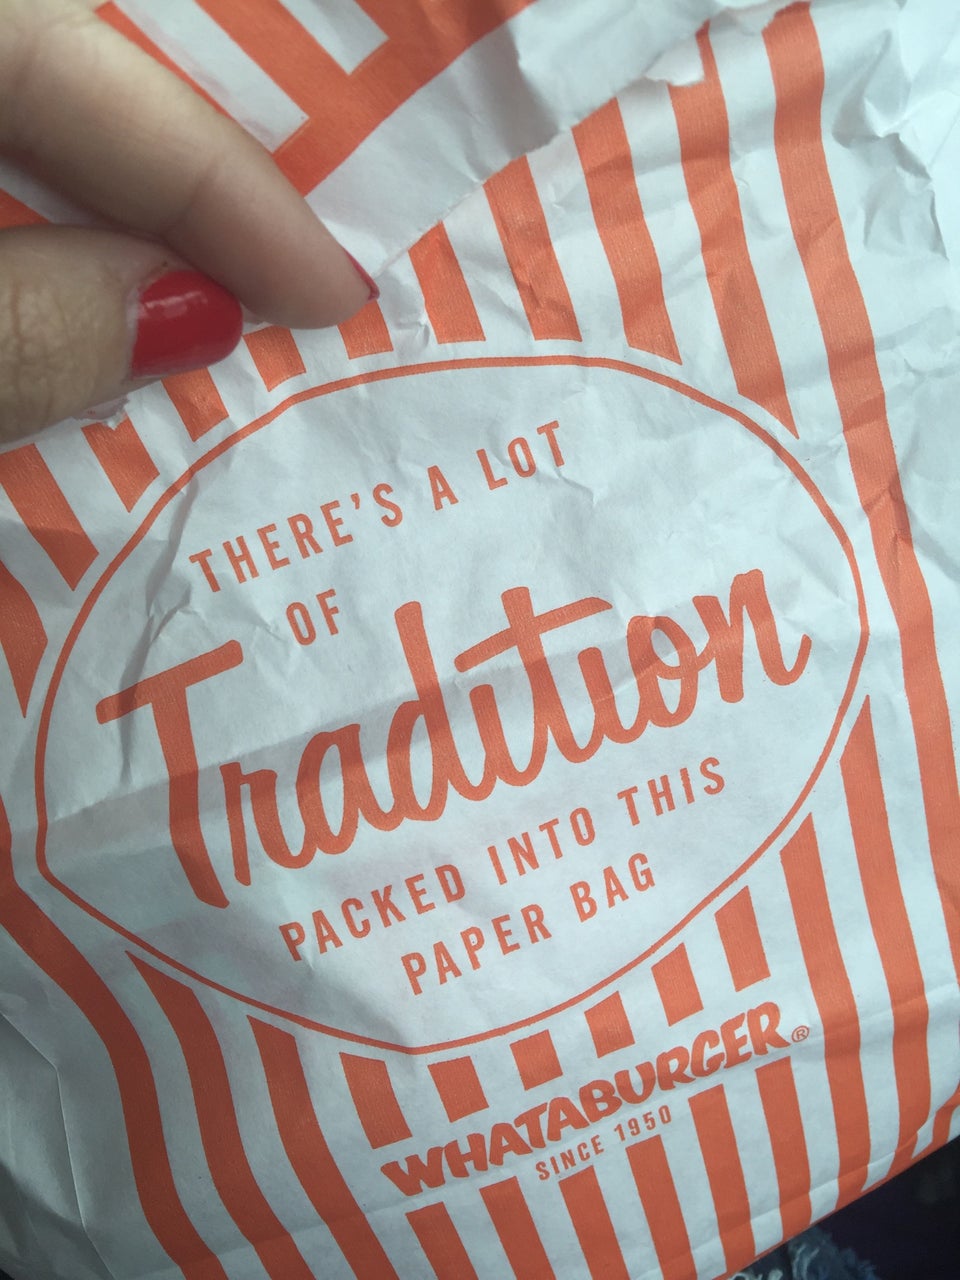 THERE'S A LOT
OF
Tradition
PACKED INTO THIS
PAPER BAG
WHATABURGER®
SINCE 1950